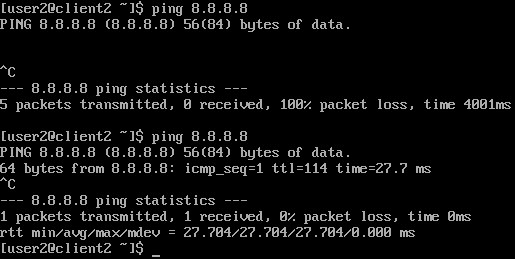 [user2@client2 ~]$ ping 8.8.8.8
PING 8.8.8.8 (8.8.8.8) 56(84) bytes of data.
^C
--- 8.8.8.8 ping statistics ---
5 packets transmitted, 0 received, 100% packet loss, time 4001ms
[user2@client2 ~]$ ping 8.8.8.8
PING 8.8.8.8 (8.8.8.8) 56(84) bytes of data.
64 bytes from 8.8.8.8: icmp_seq=1 ttl=114 time=27.7 ms
^C
--- 8.8.8.8 ping statistics ---
1 packets transmitted, 1 received, 0% packet loss, time 0ms
rtt min/avg/max/mdev = 27.704/27.704/27.704/0.000 ms
[user2@client2 ~]$ _